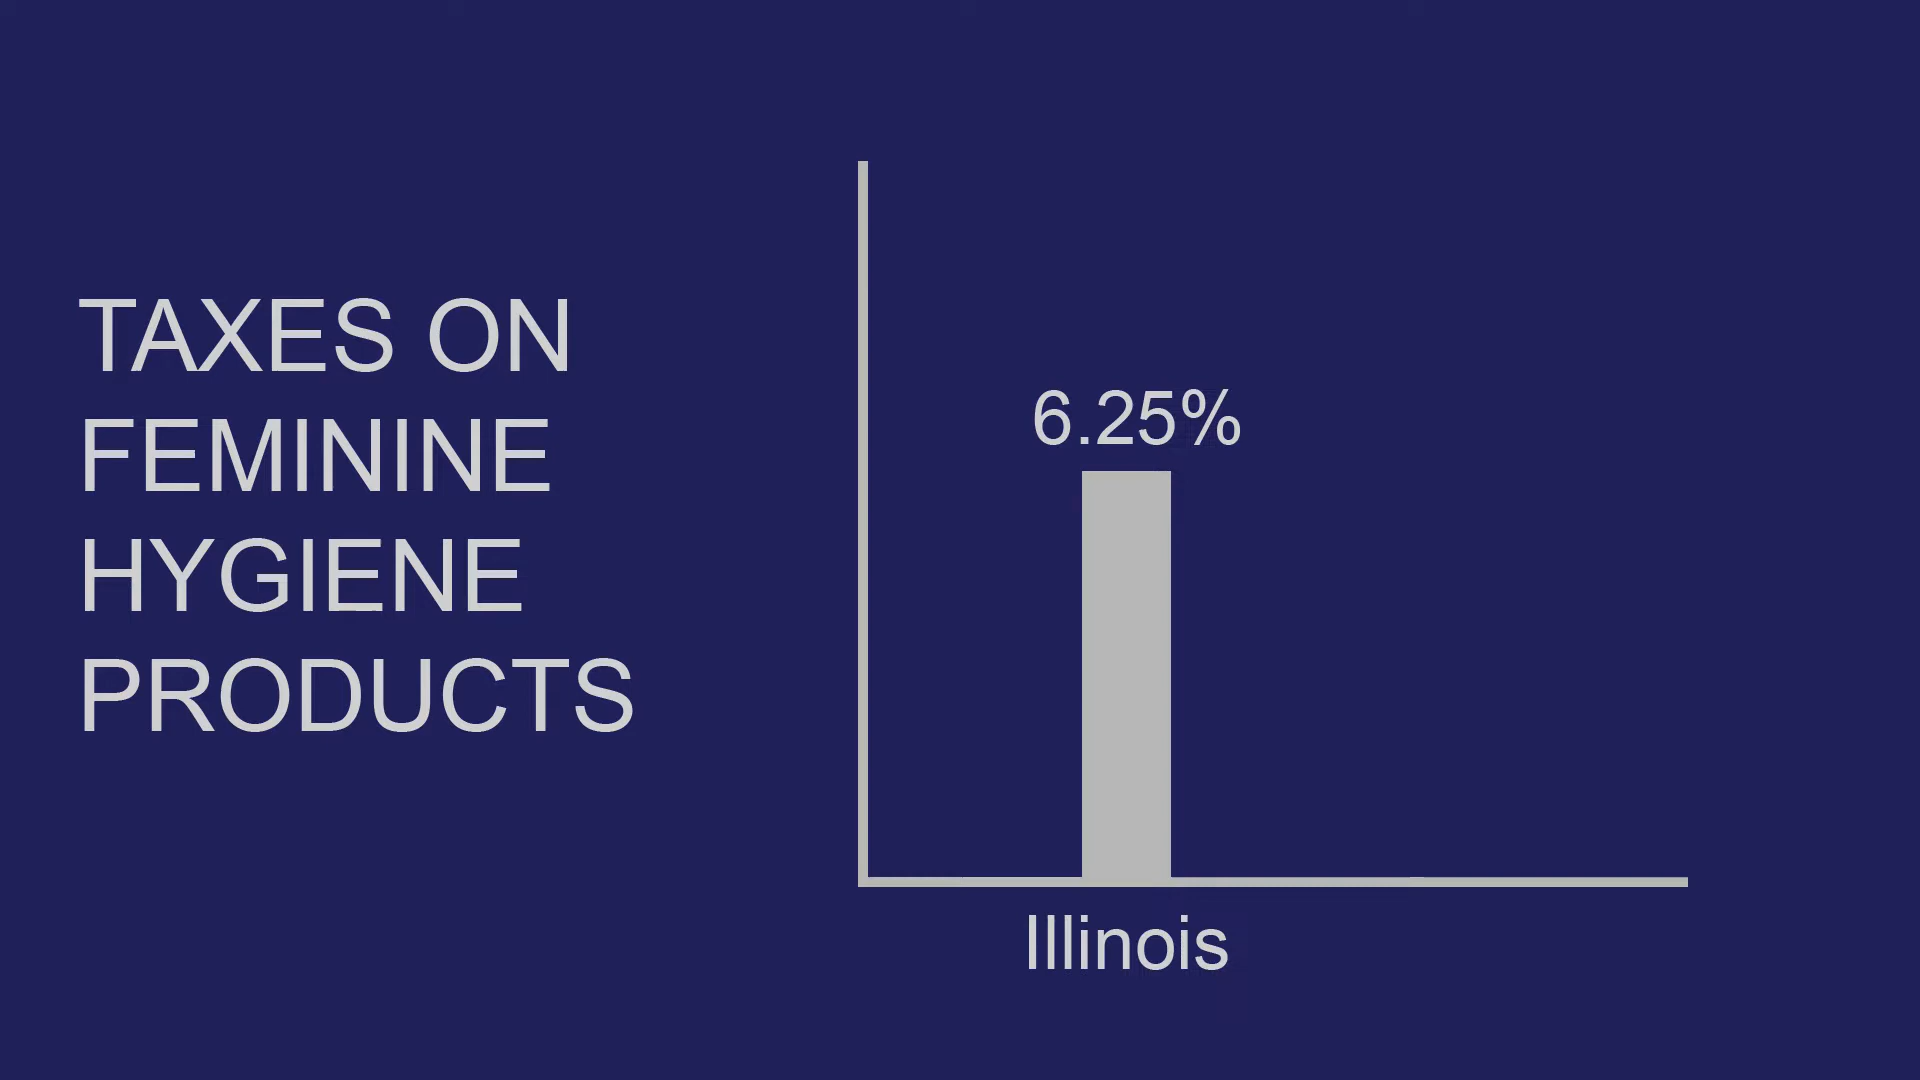 TAXES ON
FEMININE
HYGIENE
PRODUCTS
6.25%
Illinois